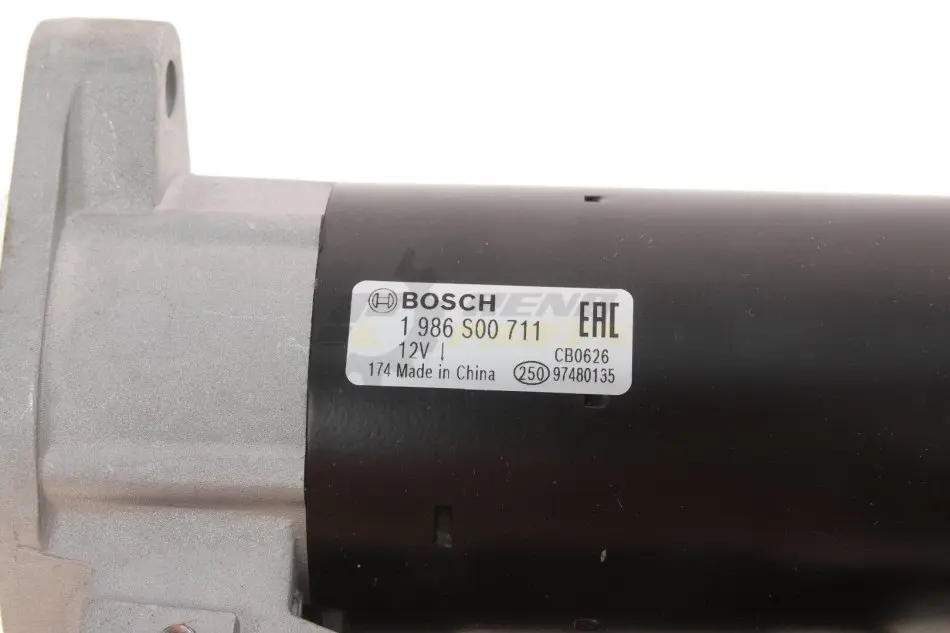 BOSCH
EAC
1 986 S00 711
12V ↓
CB0626
174 Made in China
250 97480135